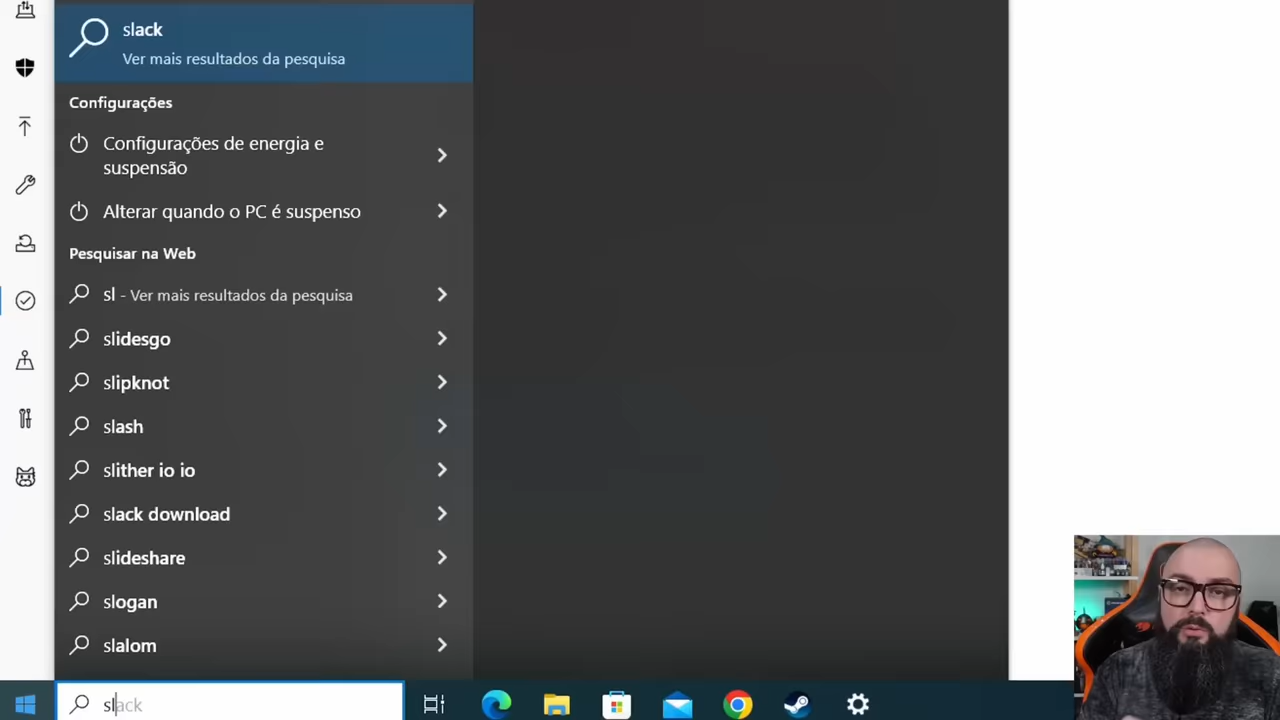 slack
Ver mais resultados da pesquisa
Configurações
Configurações de energia e
suspensão
Alterar quando o PC é suspenso
Pesquisar na Web
sl - Ver mais resultados da pesquisa
slidesgo
slipknot
slash
slither io io
slack download
slideshare
slogan
slalom
slack